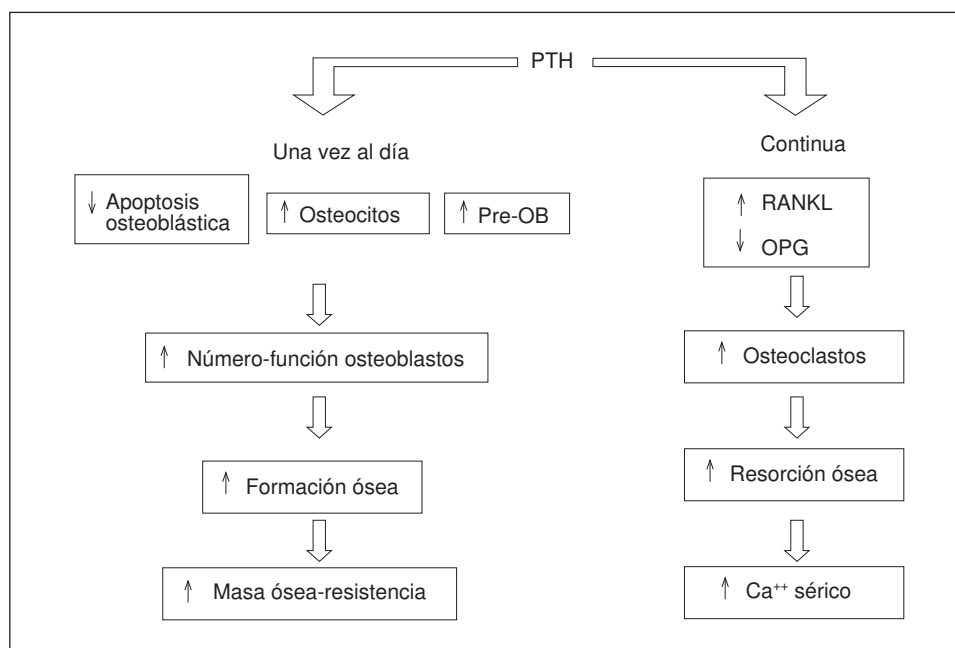 PTH
Una vez al día
↓ Apoptosis
osteoblástica
↑ Osteocitos
↑ Pre-OB
↑ Número-función osteoblastos
↑ Formación ósea
↑ Masa ósea-resistencia
Continua
↑ RANKL
↓ OPG
↑ Osteoclastos
↑ Resorción ósea
↑ Ca⁺⁺ sérico